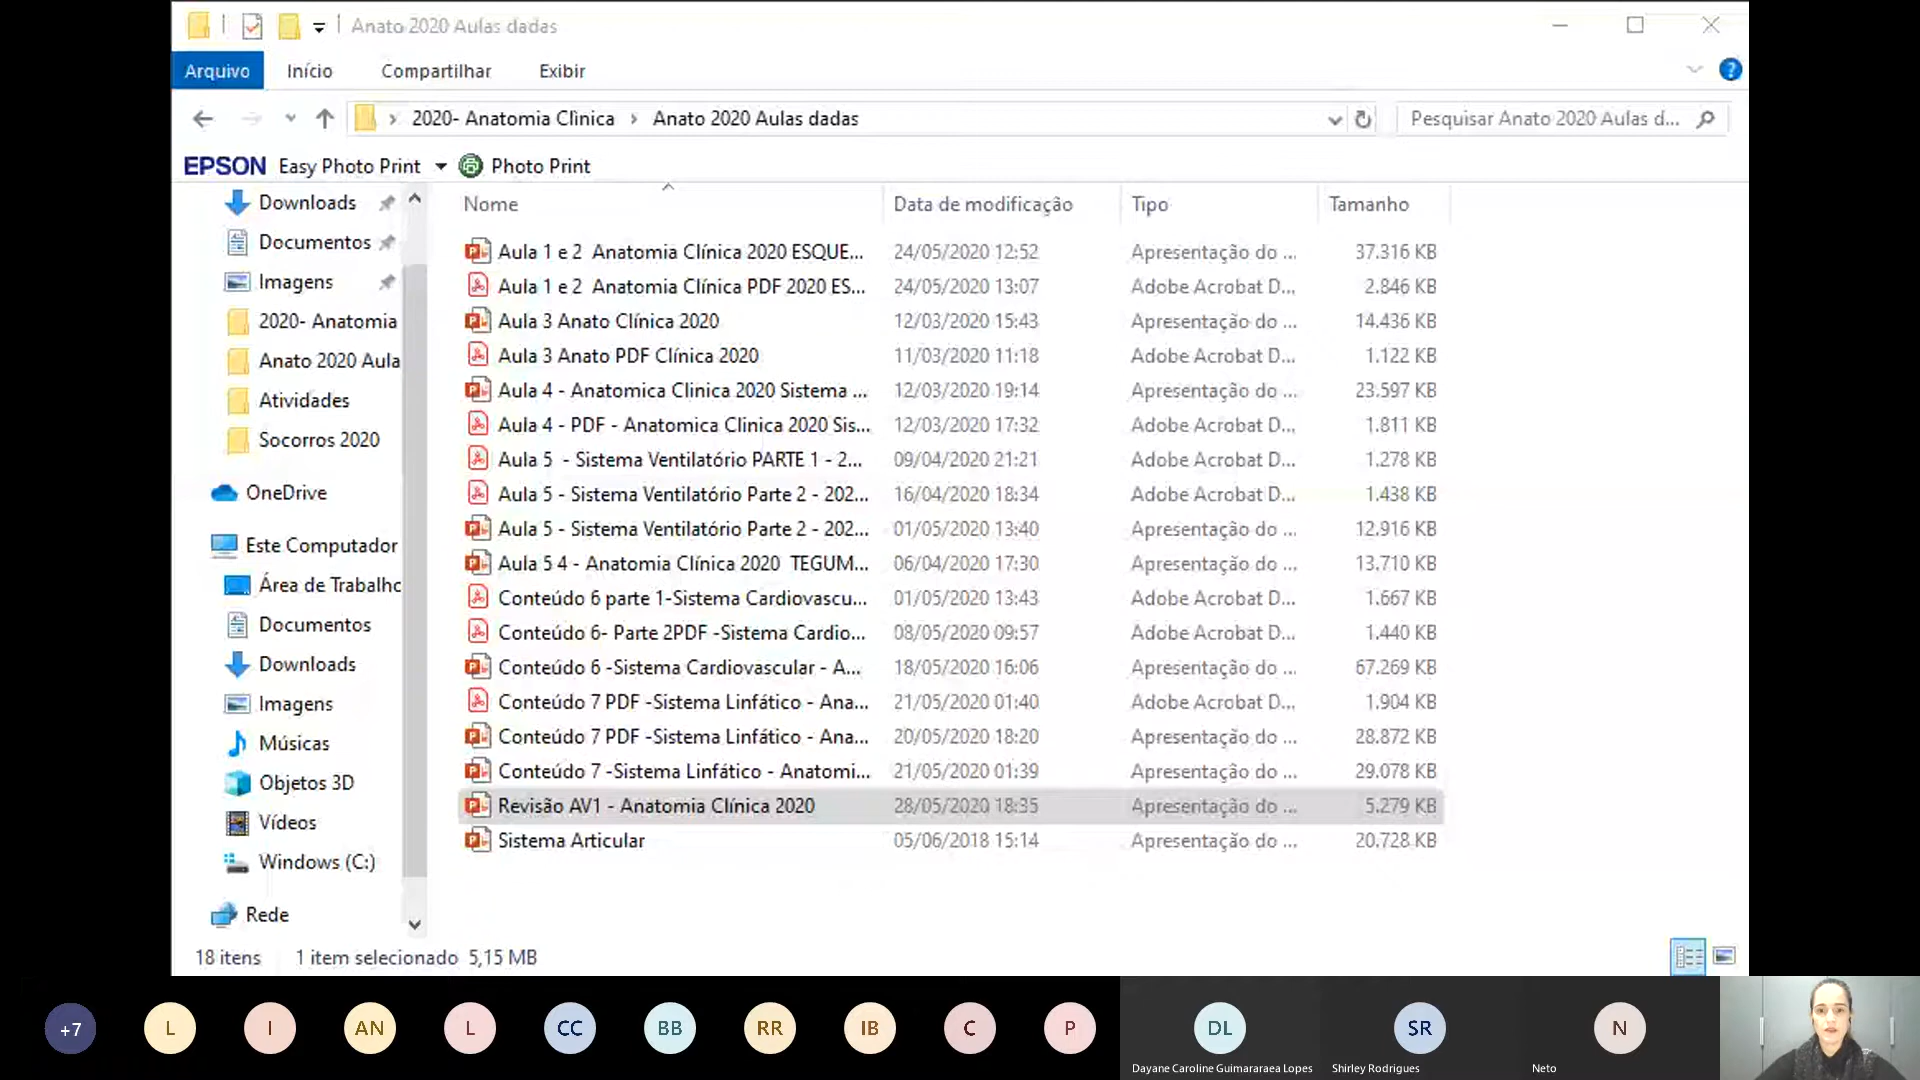 Anato 2020 Aulas dadas
Arquivo Início Compartilhar Exibir
2020- Anatomia Clìnica › Anato 2020 Aulas dadas Pesquisar Anato 2020 Aulas d...
EPSON Easy Photo Print Photo Print
Nome Data de modificação Tipo Tamanho
Downloads
Documentos
Imagens
2020- Anatomia
Anato 2020 Aula
Atividades
Socorros 2020
OneDrive
Este Computador
Área de Trabalho
Documentos
Downloads
Imagens
Músicas
Objetos 3D
Vídeos
Windows (C:)
Rede
Aula 1 e 2 Anatomia Clínica 2020 ESQUE... 24/05/2020 12:52 Apresentação do ... 37.316 KB
Aula 1 e 2 Anatomia Clínica PDF 2020 ES... 24/05/2020 13:07 Adobe Acrobat D... 2.846 KB
Aula 3 Anato Clínica 2020 12/03/2020 15:43 Apresentação do ... 14.436 KB
Aula 3 Anato PDF Clínica 2020 11/03/2020 11:18 Adobe Acrobat D... 1.122 KB
Aula 4 - Anatomica Clinica 2020 Sistema ... 12/03/2020 19:14 Apresentação do ... 23.597 KB
Aula 4 - PDF - Anatomica Clinica 2020 Sis... 12/03/2020 17:32 Adobe Acrobat D... 1.811 KB
Aula 5 - Sistema Ventilatório PARTE 1 - 2... 09/04/2020 21:21 Adobe Acrobat D... 1.278 KB
Aula 5 - Sistema Ventilatório Parte 2 - 202... 16/04/2020 18:34 Adobe Acrobat D... 1.438 KB
Aula 5 - Sistema Ventilatório Parte 2 - 202... 01/05/2020 13:40 Apresentação do ... 12.916 KB
Aula 5 4 - Anatomia Clínica 2020 TEGUM... 06/04/2020 17:30 Apresentação do ... 13.710 KB
Conteúdo 6 parte 1-Sistema Cardiovascu... 01/05/2020 13:43 Adobe Acrobat D... 1.667 KB
Conteúdo 6- Parte 2PDF -Sistema Cardio... 08/05/2020 09:57 Adobe Acrobat D... 1.440 KB
Conteúdo 6 -Sistema Cardiovascular - A... 18/05/2020 16:06 Apresentação do ... 67.269 KB
Conteúdo 7 PDF -Sistema Linfático - Ana... 21/05/2020 01:40 Adobe Acrobat D... 1.904 KB
Conteúdo 7 PDF -Sistema Linfático - Ana... 20/05/2020 18:20 Apresentação do ... 28.872 KB
Conteúdo 7 -Sistema Linfático - Anatomi... 21/05/2020 01:39 Apresentação do ... 29.078 KB
Revisão AV1 - Anatomia Clínica 2020 28/05/2020 18:35 Apresentação do ... 5.279 KB
Sistema Articular 05/06/2018 15:14 Apresentação do ... 20.728 KB
18 itens 1 item selecionado 5,15 MB
+7 L I AN L CC BB RR IB C P DL SR N
Dayane Caroline Guimararaea Lopes Shirley Rodrigues Neto